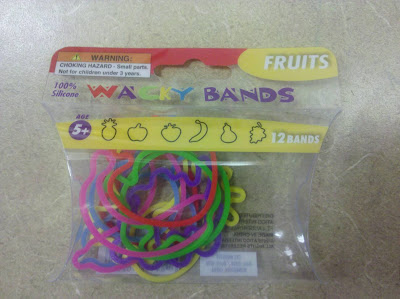 WARNING:
CHOKING HAZARD - Small parts.
Not for children under 3 years.
FRUITS
100%
Silicone
WACKY BANDS
AGE
5+
12 BANDS